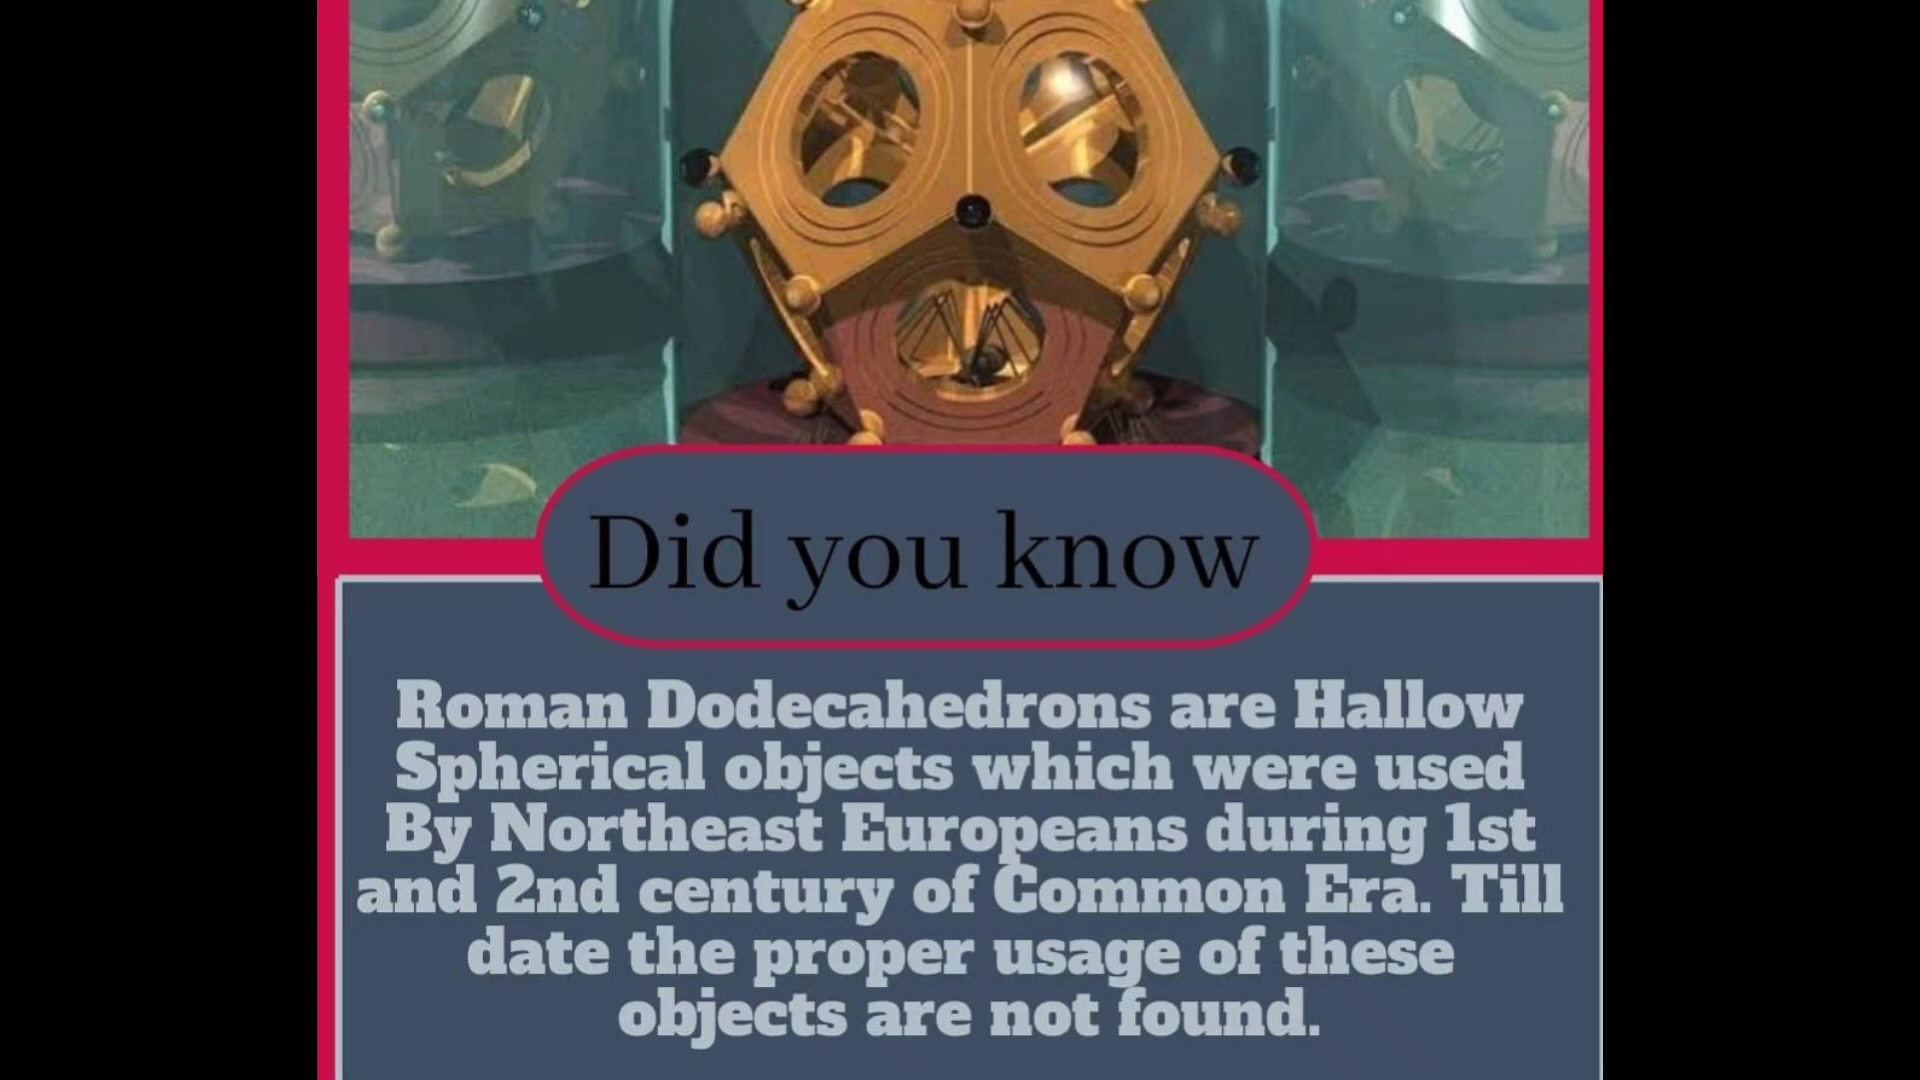 Did you know
Roman Dodecahedrons are Hallow
Spherical objects which were used
By Northeast Europeans during 1st
and 2nd century of Common Era. Till
date the proper usage of these
objects are not found.